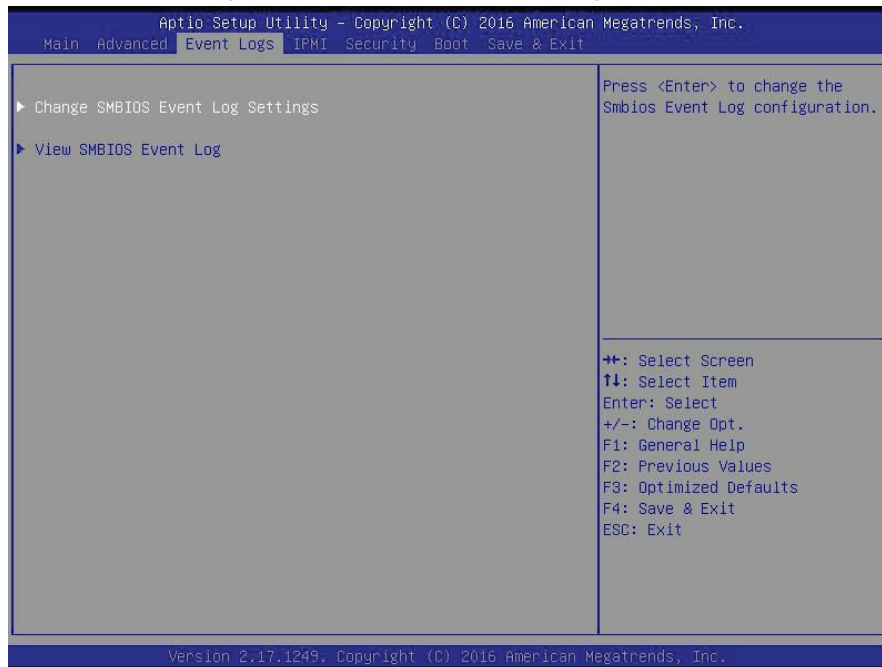 Aptio Setup Utility – Copyright (C) 2016 American Megatrends, Inc.
Main Advanced Event Logs IPMI Security Boot Save & Exit
Press <Enter> to change the
Smbios Event Log configuration.
▶ Change SMBIOS Event Log Settings
▶ View SMBIOS Event Log
→←: Select Screen
↑↓: Select Item
Enter: Select
+/-: Change Opt.
F1: General Help
F2: Previous Values
F3: Optimized Defaults
F4: Save & Exit
ESC: Exit
Version 2.17.1249. Copyright (C) 2016 American Megatrends, Inc.